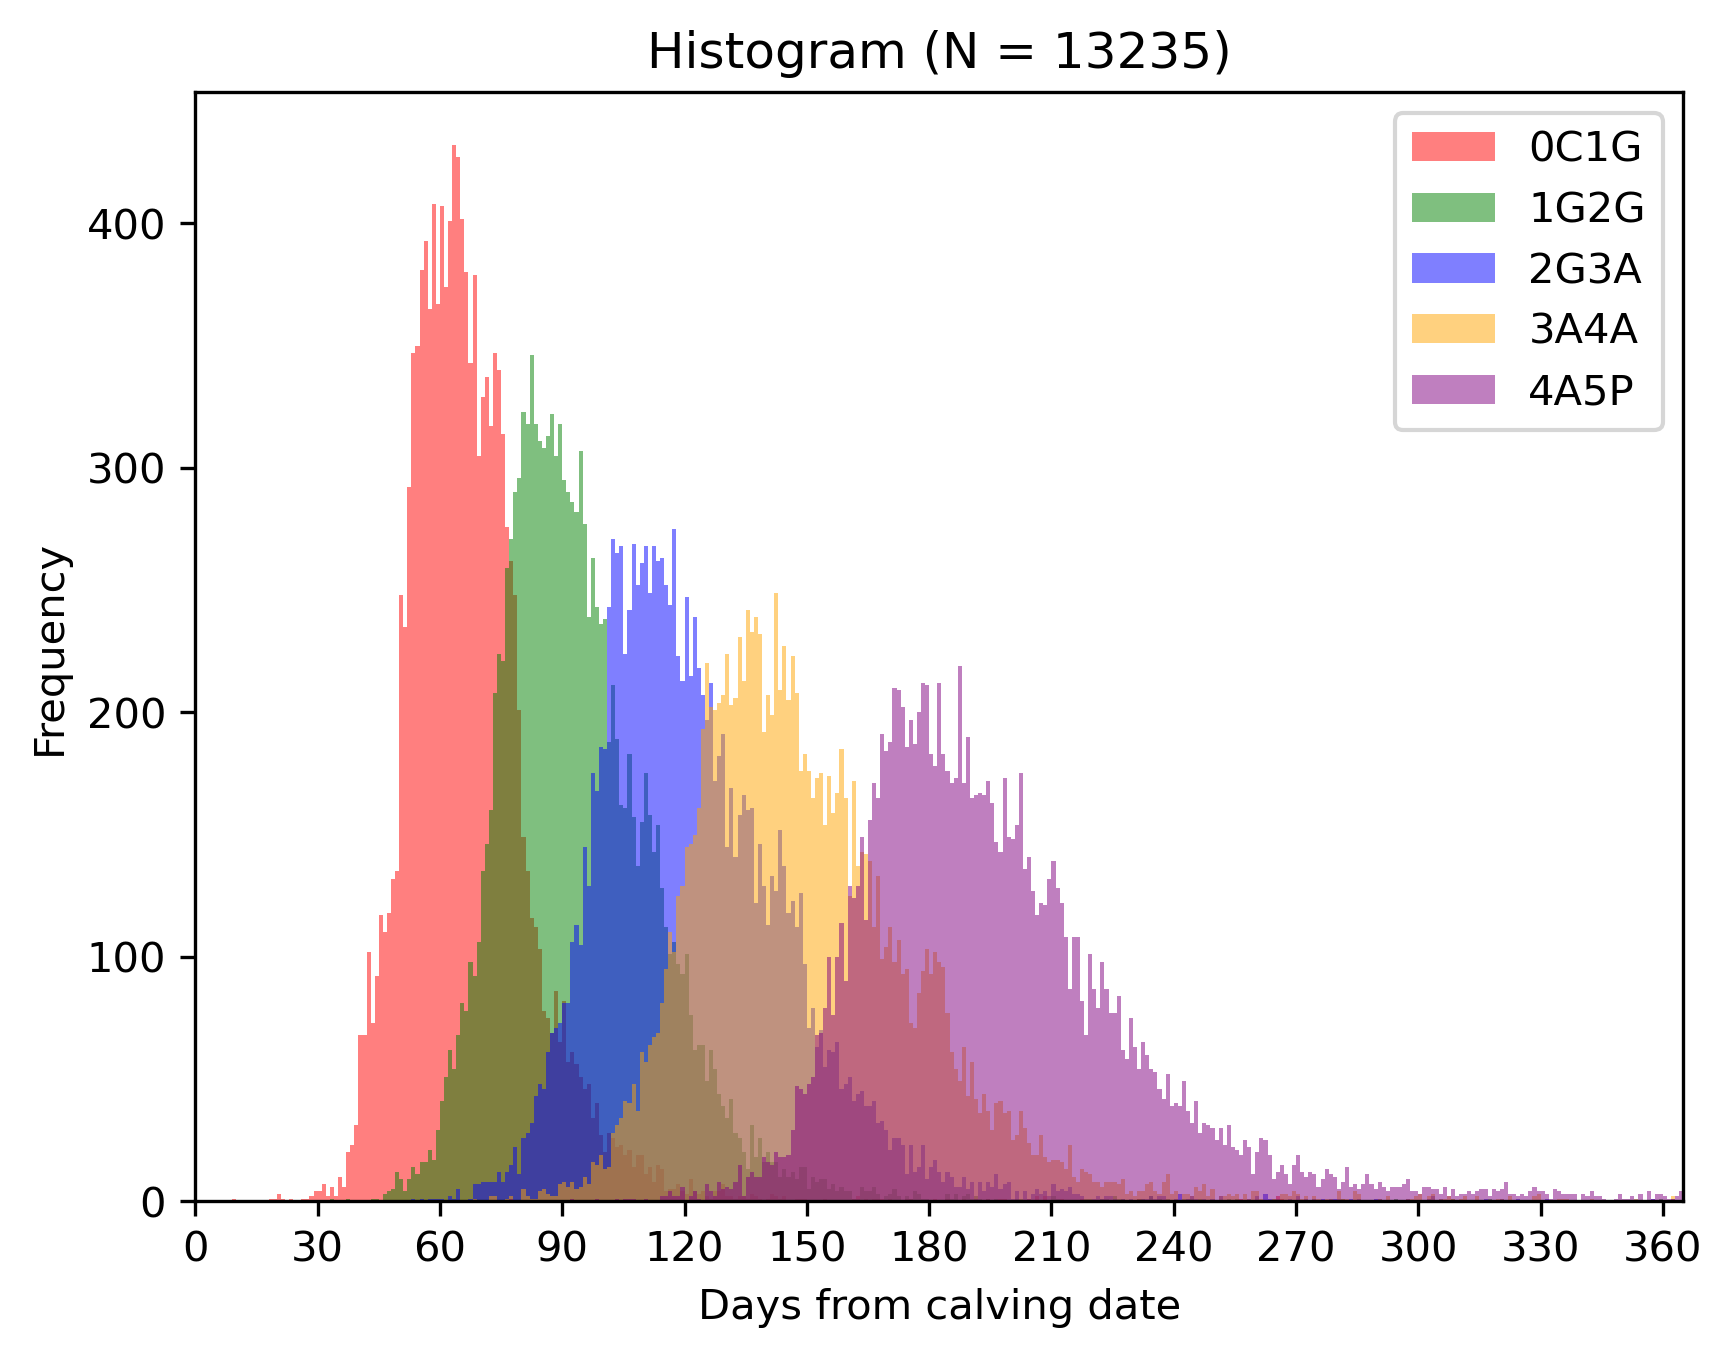 Histogram (N = 13235)
0C1G
1G2G
2G3A
3A4A
4A5P
400
300
200
100
0
Frequency
0 30 60 90 120 150 180 210 240 270 300 330 360
Days from calving date